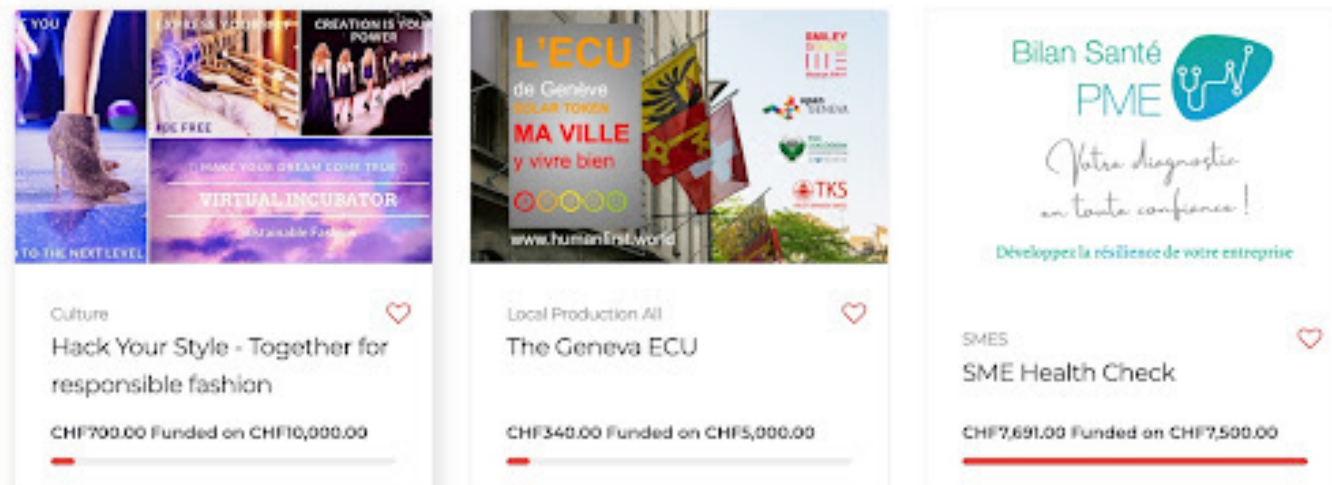 YOU
EXPRESS YOURSELF
CREATION IS YOUR
POWER
BE FREE
MAKE YOUR DREAM COME TRUE
VIRTUAL INCUBATOR
Sustainable Fashion
TO THE NEXT LEVEL
Culture
Hack Your Style - Together for
responsible fashion
CHF700.00 Funded on CHF10,000.00
L'ECU
de Genève
SOLAR TOKEN
MA VILLE
y vivre bien
www.humanfirst.world
SMILEY
open
GENEVA
TKS
Local Production All
The Geneva ECU
CHF340.00 Funded on CHF5,000.00
Bilan Santé
PME
Votre diagnostic
en toute confiance !
Développez la résilience de votre entreprise
SMES
SME Health Check
CHF7,691.00 Funded on CHF7,500.00